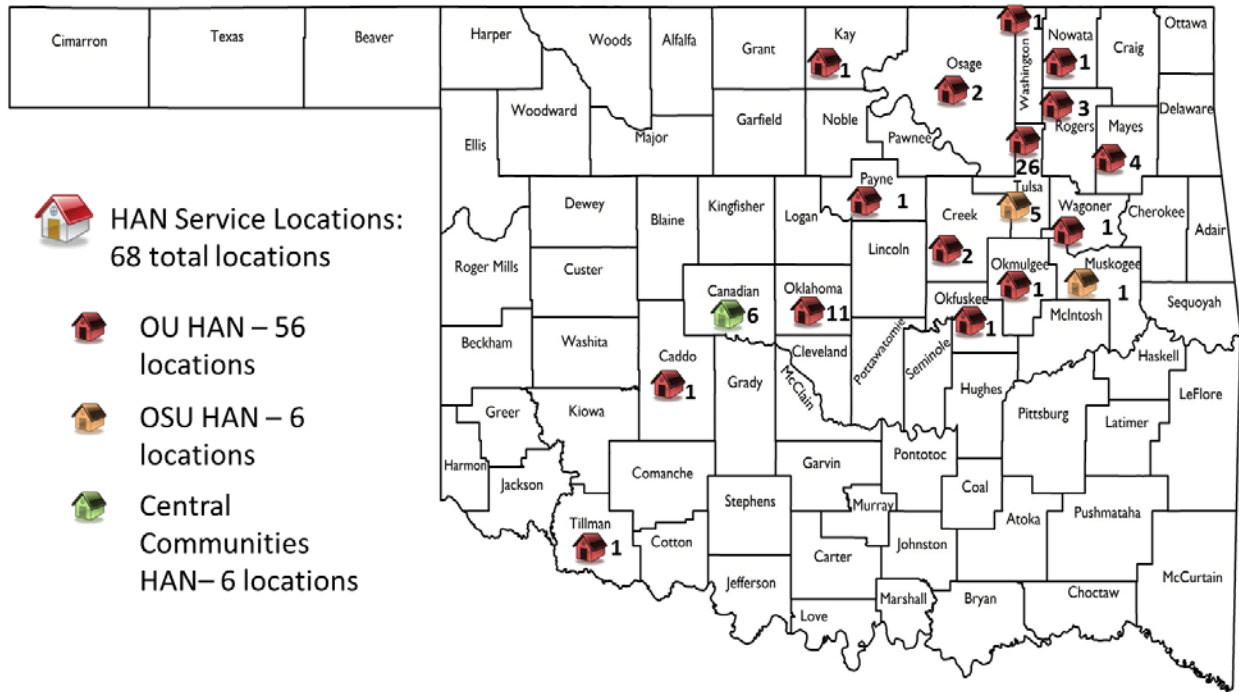 Cimarron
Texas
Beaver
Harper
Woods
Alfalfa
Grant
Kay
1
Osage
2
Washington
1
Nowata
1
Craig
Ottawa
Woodward
Ellis
Major
Garfield
Noble
Pawnee
3
Rogers
Mayes
4
Delaware
26
Tulsa
5
HAN Service Locations:
68 total locations
OU HAN – 56
locations
OSU HAN – 6
locations
Central
Communities
HAN– 6 locations
Dewey
Blaine
Kingfisher
Logan
Payne
1
Creek
2
Wagoner
1
Cherokee
Adair
Roger Mills
Custer
Lincoln
Canadian
6
Oklahoma
11
Okfuskee
1
Okmulgee
1
Muskogee
1
Sequoyah
McIntosh
Beckham
Washita
Caddo
1
Grady
Cleveland
McClain
Pottawatomie
Seminole
Hughes
Haskell
LeFlore
Pittsburg
Latimer
Greer
Kiowa
Harmon
Jackson
Comanche
Garvin
Pontotoc
Coal
Stephens
Murray
Atoka
Pushmataha
Tillman
1
Cotton
Carter
Johnston
McCurtain
Jefferson
Love
Marshall
Bryan
Choctaw